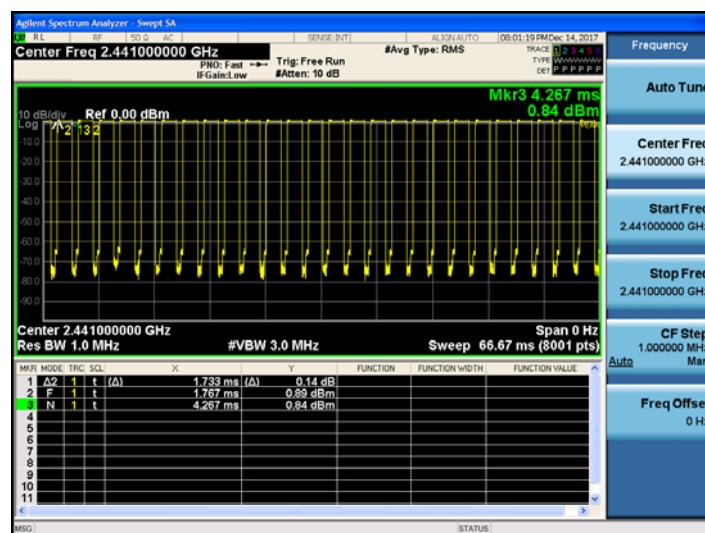 Agilent Spectrum Analyzer - Swept SA
RL RF 50 Ω AC SENSE:INT ALIGN AUTO 08:01:19 PM Dec 14, 2017
Center Freq 2.441000000 GHz #Avg Type: RMS TRACE 1 2 3 4 5 6
PNO: Fast Trig: Free Run TYPE WWWWWW
IFGain:Low #Atten: 10 dB DET P P P P P P
Mkr3 4.267 ms
10 dB/div Ref 0.00 dBm 0.84 dBm
Log
2 1 3 2
-10.0
-20.0
-30.0
-40.0
-50.0
-60.0
-70.0
-80.0
-90.0
Center 2.441000000 GHz Span 0 Hz
Res BW 1.0 MHz #VBW 3.0 MHz Sweep 66.67 ms (8001 pts)
MKR MODE TRC SCL X Y FUNCTION FUNCTION WIDTH FUNCTION VALUE
1 Δ2 1 t (Δ) 1.733 ms (Δ) 0.14 dB
2 F 1 t 1.767 ms 0.89 dBm
3 N 1 t 4.267 ms 0.84 dBm
4
5
6
7
8
9
10
11
MSG STATUS
Frequency
Auto Tune
Center Freq
2.441000000 GHz
Start Freq
2.441000000 GHz
Stop Freq
2.441000000 GHz
CF Step
1.000000 MHz
Auto Man
Freq Offset
0 Hz